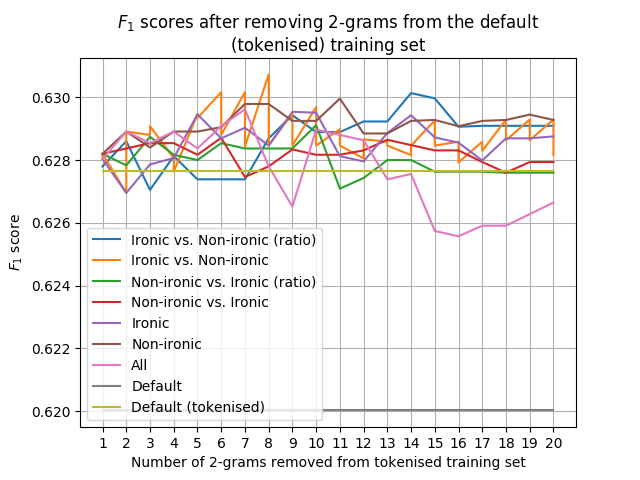 F1 scores after removing 2-grams from the default
(tokenised) training set
F1 score
0.630
0.628
0.626
0.624
0.622
0.620
Ironic vs. Non-ironic (ratio)
Ironic vs. Non-ironic
Non-ironic vs. Ironic (ratio)
Non-ironic vs. Ironic
Ironic
Non-ironic
All
Default
Default (tokenised)
1 2 3 4 5 6 7 8 9 10 11 12 13 14 15 16 17 18 19 20
Number of 2-grams removed from tokenised training set